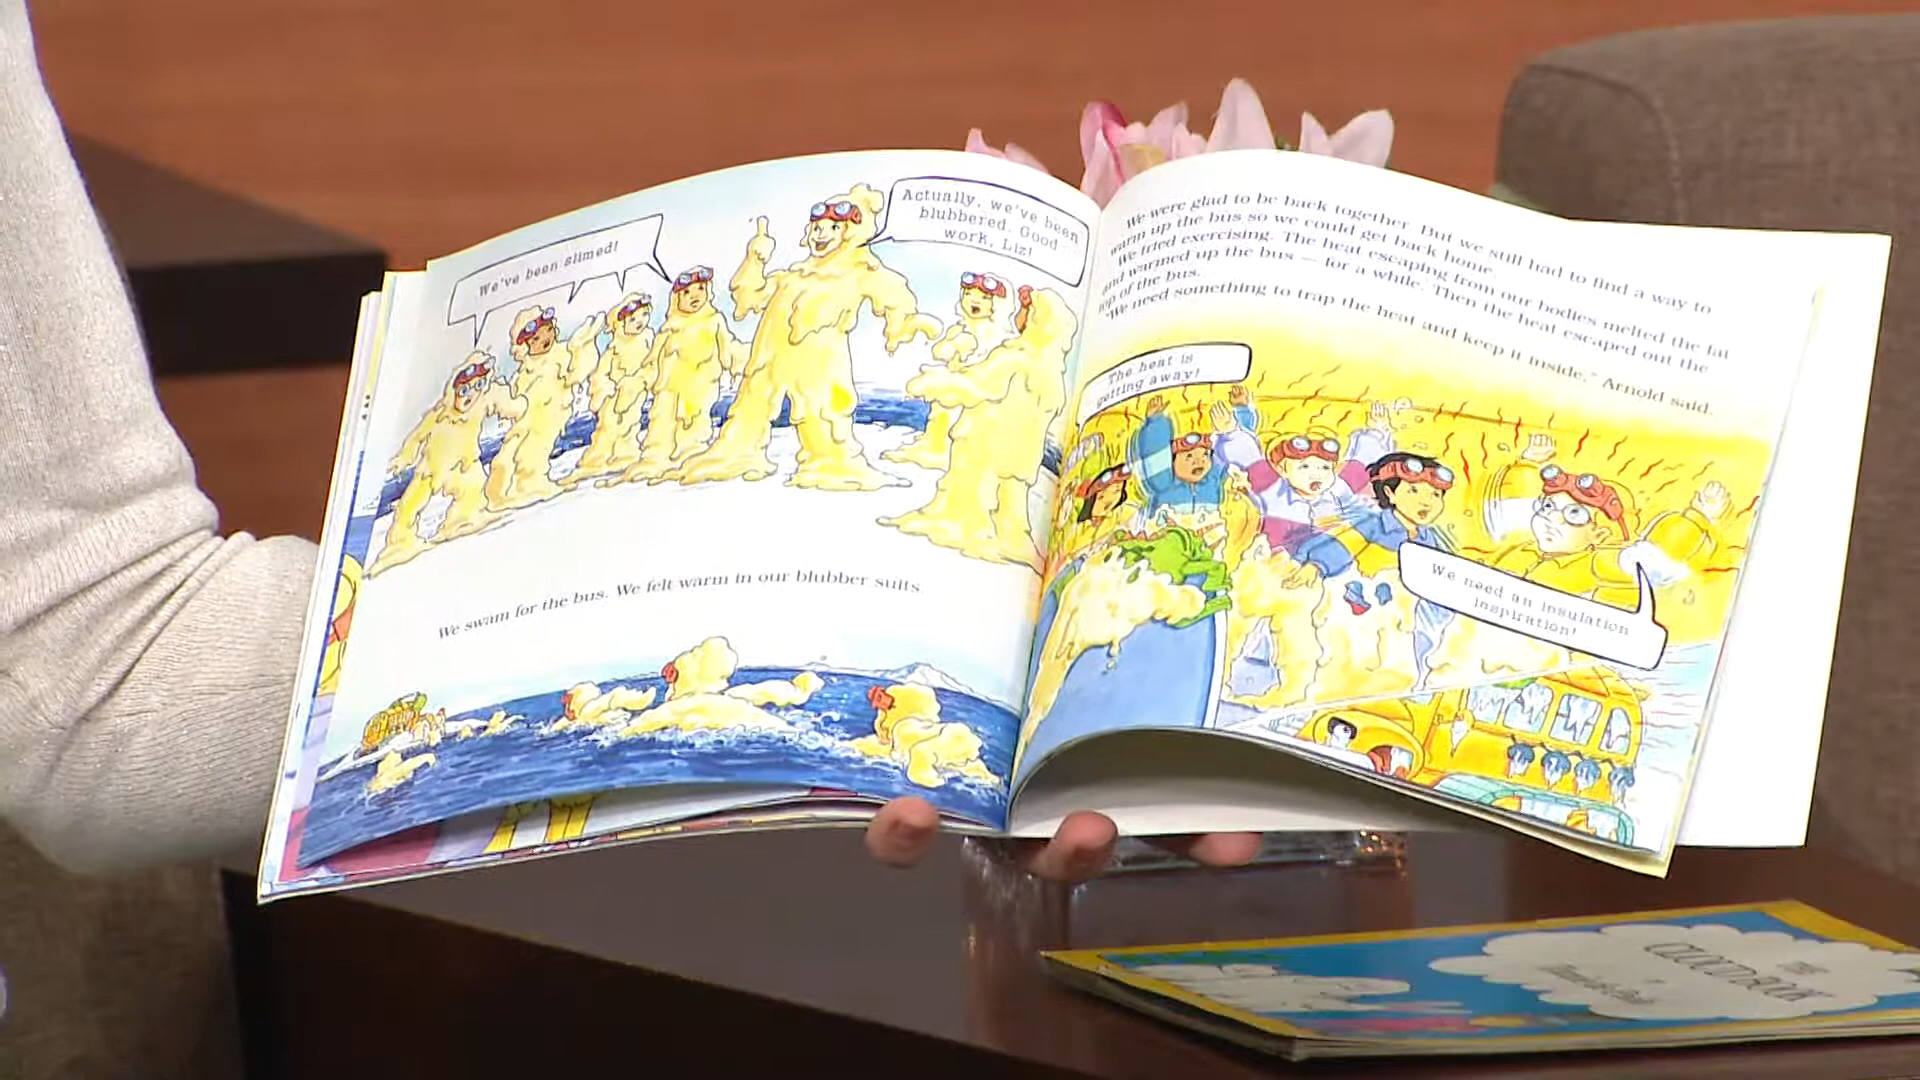 We've been slimed!
Actually, we've been
blubbered. Good
work, Liz!
We swam for the bus. We felt warm in our blubber suits.
We were glad to be back together. But we still had to find a way to
warm up the bus so we could get back home.
We tried exercising. The heat escaping from our bodies melted the fat
and warmed up the bus — for a while. Then the heat escaped out the
top of the bus.
"We need something to trap the heat and keep it inside," Arnold said.
The heat is
getting away!
We need an insulation
inspiration!
THE
CLOUD BOOK